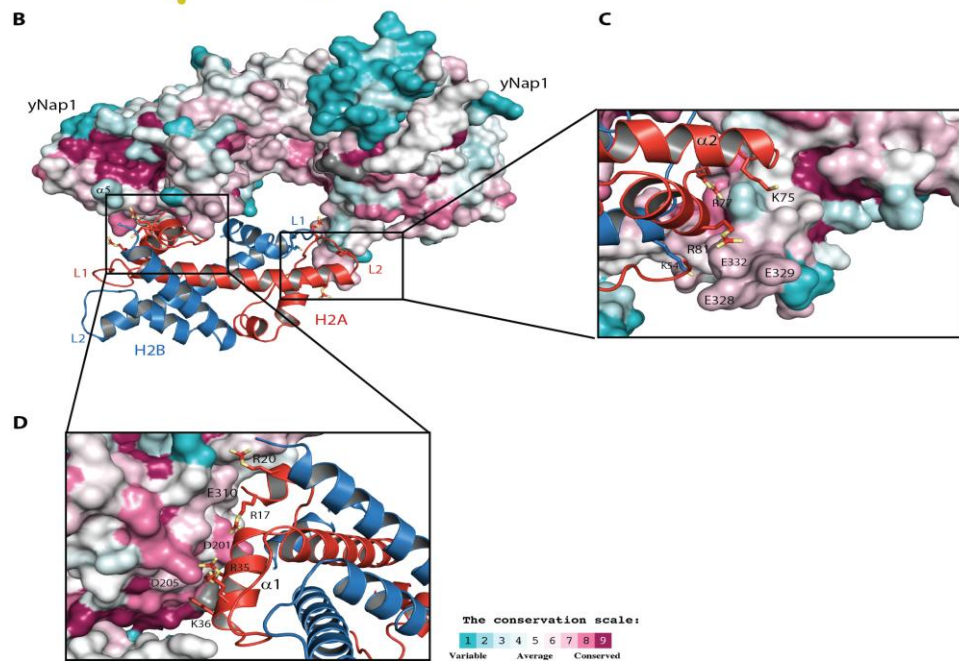 B
yNap1
yNap1
α5
L1
L1
L2
L2
H2A
H2B
C
α2
K75
R77
R81
E332
K54
E329
E328
D
R20
E310
R17
D201
R35
D205
α1
K36
The conservation scale:
1 2 3 4 5 6 7 8 9
Variable Average Conserved